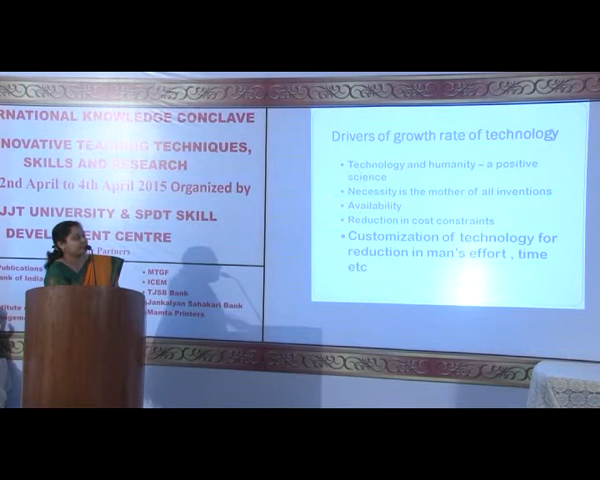 RNATIONAL KNOWLEDGE CONCLAVE
NOVATIVE TEACHING TECHNIQUES,
SKILLS AND RESEARCH
2nd April to 4th April 2015 Organized by
JJT UNIVERSITY & SPDT SKILL
DEVELOPMENT CENTRE
Partners
Publications
ank of India
• MTGF
• ICEM
• TJSB Bank
• Jankalyan Sahakari Bank
• Mamta Printers
Drivers of growth rate of technology
• Technology and humanity – a positive
science
• Necessity is the mother of all inventions
• Availability
• Reduction in cost constraints
• Customization of technology for
reduction in man's effort , time
etc